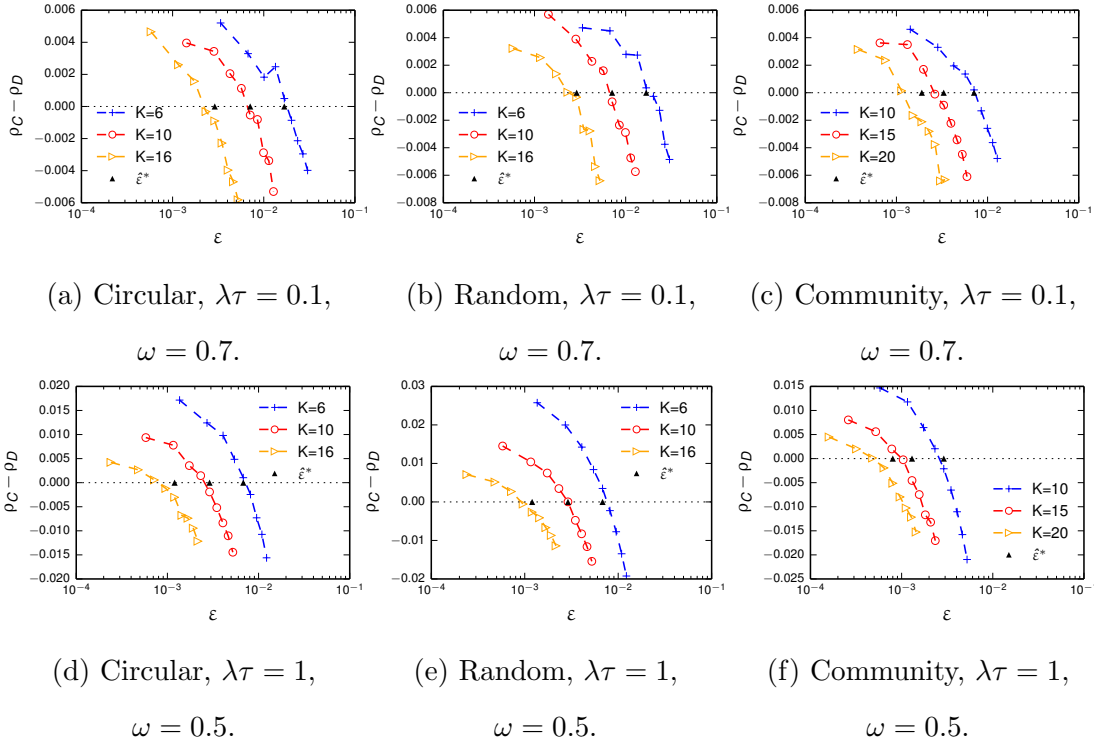 0.006
0.004
0.002
0.000
−0.002
−0.004
−0.006
ρC − ρD
K=6
K=10
K=16
ε̂*
10−4 10−3 10−2 10−1
ε
0.006
0.004
0.002
0.000
−0.002
−0.004
−0.006
−0.008
ρC − ρD
K=6
K=10
K=16
ε̂*
10−4 10−3 10−2 10−1
ε
0.006
0.004
0.002
0.000
−0.002
−0.004
−0.006
−0.008
ρC − ρD
K=10
K=15
K=20
ε̂*
10−4 10−3 10−2 10−1
ε
(a) Circular, λτ = 0.1,
ω = 0.7.
(b) Random, λτ = 0.1,
ω = 0.7.
(c) Community, λτ = 0.1,
ω = 0.7.
0.020
0.015
0.010
0.005
0.000
−0.005
−0.010
−0.015
−0.020
ρC − ρD
K=6
K=10
K=16
ε̂*
10−4 10−3 10−2 10−1
ε
0.03
0.02
0.01
0.00
−0.01
−0.02
ρC − ρD
K=6
K=10
K=16
ε̂*
10−4 10−3 10−2 10−1
ε
0.015
0.010
0.005
0.000
−0.005
−0.010
−0.015
−0.020
−0.025
ρC − ρD
K=10
K=15
K=20
ε̂*
10−4 10−3 10−2 10−1
ε
(d) Circular, λτ = 1,
ω = 0.5.
(e) Random, λτ = 1,
ω = 0.5.
(f) Community, λτ = 1,
ω = 0.5.